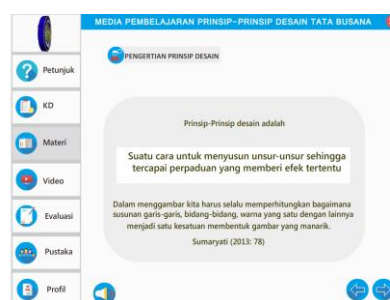 MEDIA PEMBELAJARAN PRINSIP-PRINSIP DESAIN TATA BUSANA
PENGERTIAN PRINSIP DESAIN
Petunjuk
KD
Materi
Video
Evaluasi
Pustaka
Profil
Prinsip-Prinsip desain adalah
Suatu cara untuk menyusun unsur-unsur sehingga
tercapai perpaduan yang memberi efek tertentu
Dalam menggambar kita harus selalu memperhitungkan bagaimana
susunan garis-garis, bidang-bidang, warna yang satu dengan lainnya
menjadi satu kesatuan membentuk gambar yang manarik.
Sumaryati (2013: 78)